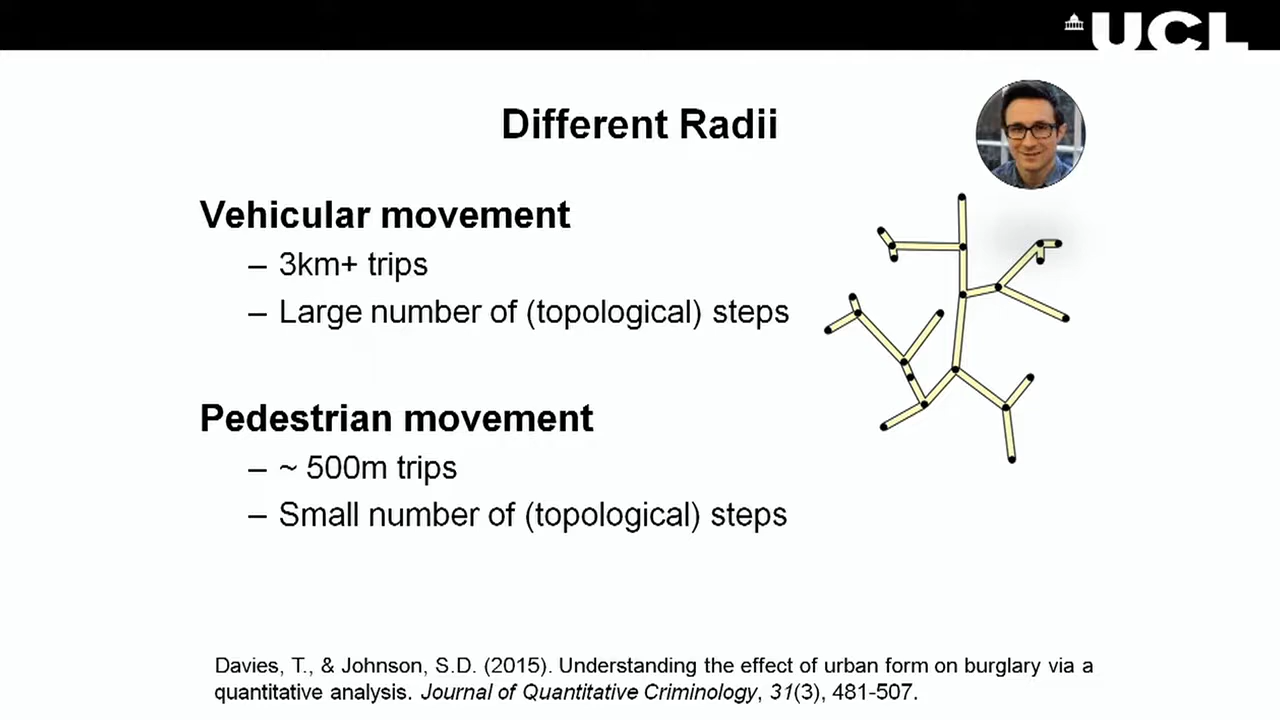 UCL
Different Radii
Vehicular movement
– 3km+ trips
– Large number of (topological) steps
Pedestrian movement
– ~ 500m trips
– Small number of (topological) steps
Davies, T., & Johnson, S.D. (2015). Understanding the effect of urban form on burglary via a
quantitative analysis. Journal of Quantitative Criminology, 31(3), 481-507.